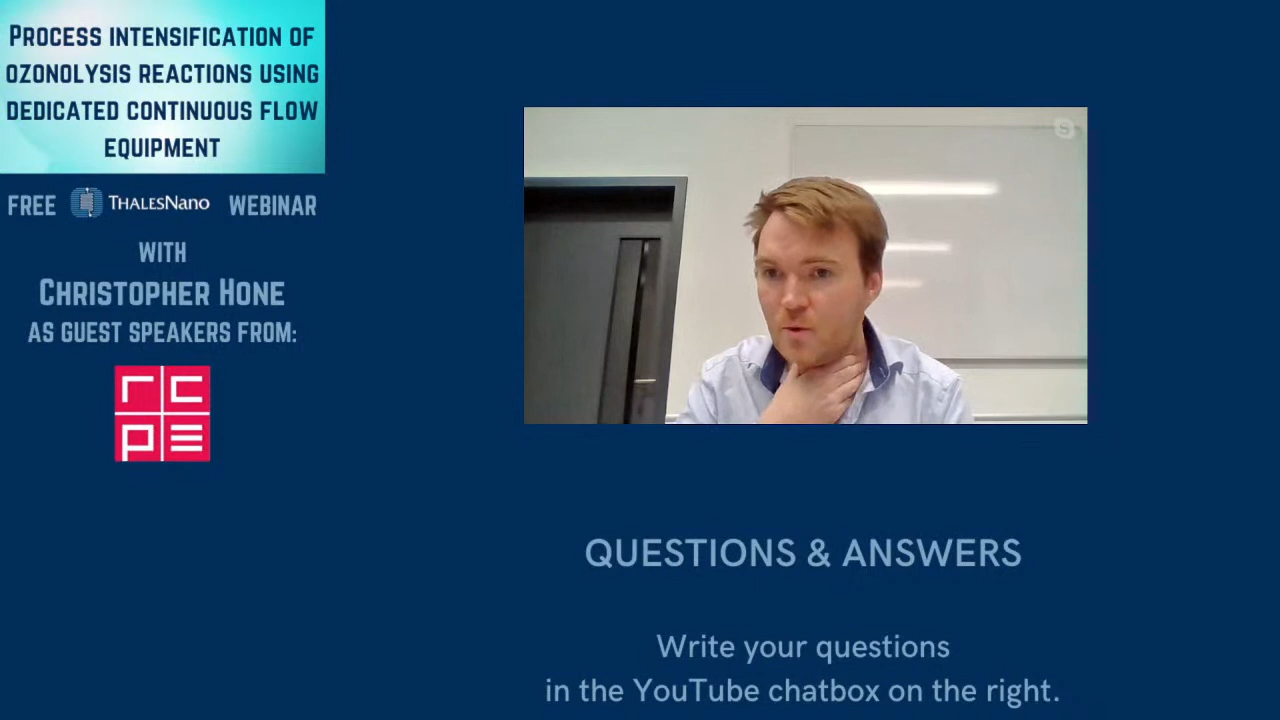 PROCESS INTENSIFICATION OF
OZONOLYSIS REACTIONS USING
DEDICATED CONTINUOUS FLOW
EQUIPMENT
FREE THALESNANO WEBINAR
WITH
CHRISTOPHER HONE
AS GUEST SPEAKERS FROM:
rc
pe
QUESTIONS & ANSWERS
Write your questions
in the YouTube chatbox on the right.